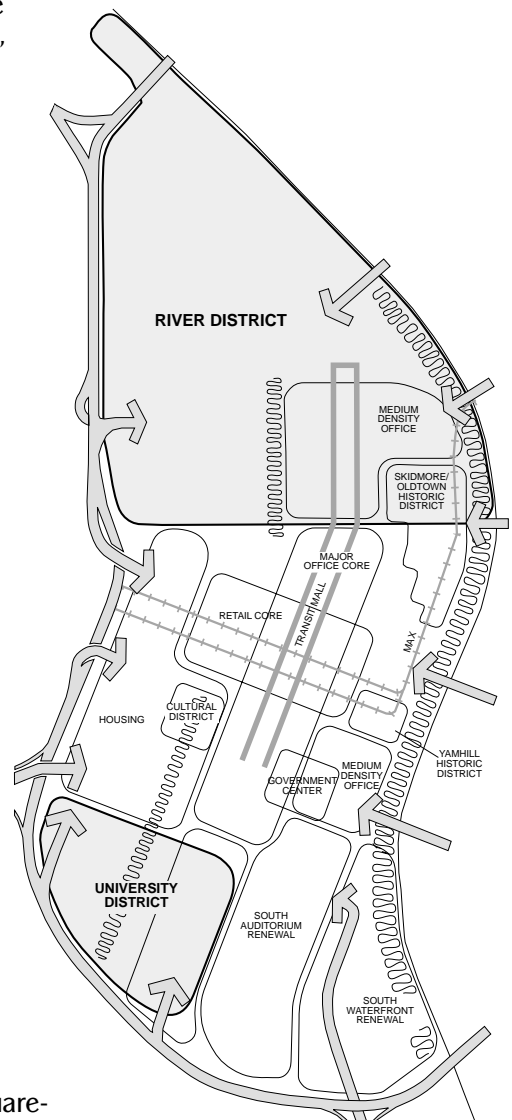 e
,
RIVER DISTRICT
MEDIUM
DENSITY
OFFICE
SKIDMORE/
OLDTOWN
HISTORIC
DISTRICT
MAJOR
OFFICE CORE
RETAIL CORE
TRANSIT MALL
MAX
CULTURAL
DISTRICT
HOUSING
YAMHILL
HISTORIC
DISTRICT
MEDIUM
DENSITY
OFFICE
GOVERNMENT
CENTER
UNIVERSITY
DISTRICT
SOUTH
AUDITORIUM
RENEWAL
SOUTH
WATERFRONT
RENEWAL
uare-